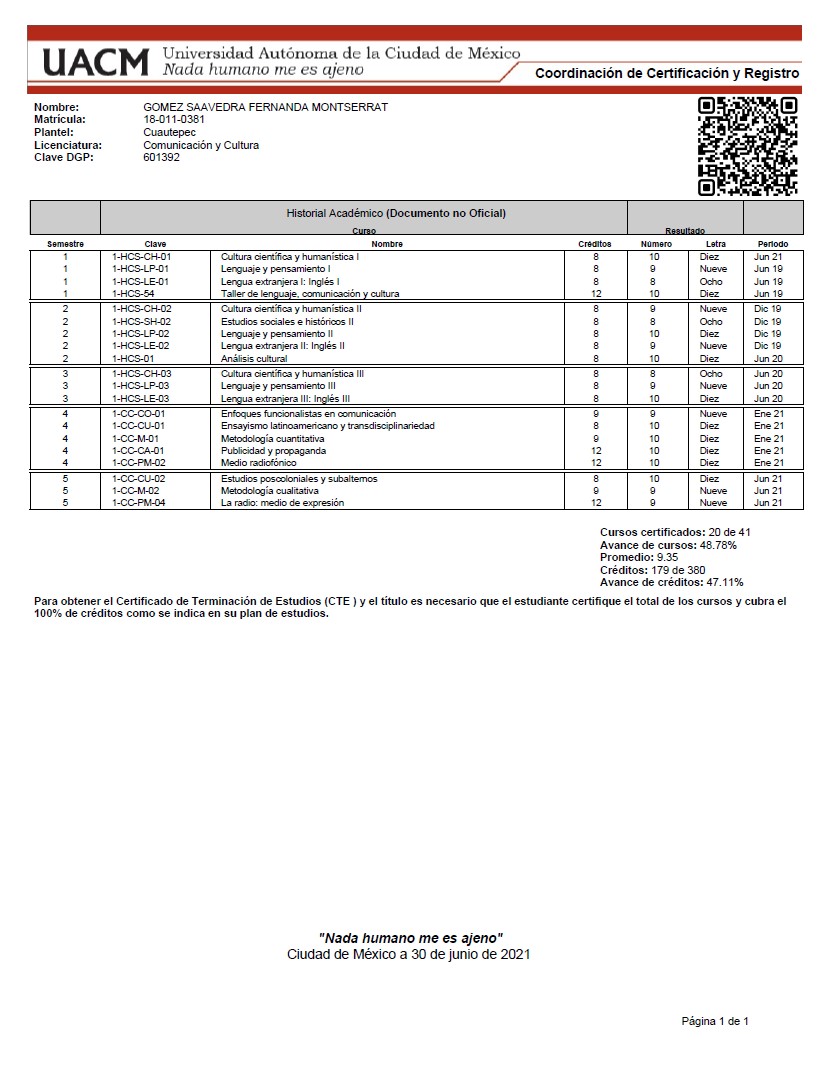 UACM Universidad Autónoma de la Ciudad de México
Nada humano me es ajeno
Coordinación de Certificación y Registro
Nombre: GOMEZ SAAVEDRA FERNANDA MONTSERRAT
Matrícula: 18-011-0381
Plantel: Cuautepec
Licenciatura: Comunicación y Cultura
Clave DGP: 601392
Historial Académico (Documento no Oficial)
Curso Resultado
Semestre Clave Nombre Créditos Número Letra Periodo
1 1-HCS-CH-01 Cultura científica y humanística I 8 10 Diez Jun 21
1 1-HCS-LP-01 Lenguaje y pensamiento I 8 9 Nueve Jun 19
1 1-HCS-LE-01 Lengua extranjera I: Inglés I 8 8 Ocho Jun 19
1 1-HCS-54 Taller de lenguaje, comunicación y cultura 12 10 Diez Jun 19
2 1-HCS-CH-02 Cultura científica y humanística II 8 9 Nueve Dic 19
2 1-HCS-SH-02 Estudios sociales e históricos II 8 8 Ocho Dic 19
2 1-HCS-LP-02 Lenguaje y pensamiento II 8 10 Diez Dic 19
2 1-HCS-LE-02 Lengua extranjera II: Inglés II 8 9 Nueve Dic 19
2 1-HCS-01 Análisis cultural 8 10 Diez Jun 20
3 1-HCS-CH-03 Cultura científica y humanística III 8 8 Ocho Jun 20
3 1-HCS-LP-03 Lenguaje y pensamiento III 8 9 Nueve Jun 20
3 1-HCS-LE-03 Lengua extranjera III: Inglés III 8 10 Diez Jun 20
4 1-CC-CO-01 Enfoques funcionalistas en comunicación 9 9 Nueve Ene 21
4 1-CC-CU-01 Ensayismo latinoamericano y transdisciplinariedad 8 10 Diez Ene 21
4 1-CC-M-01 Metodología cuantitativa 9 10 Diez Ene 21
4 1-CC-CA-01 Publicidad y propaganda 12 10 Diez Ene 21
4 1-CC-PM-02 Medio radiofónico 12 10 Diez Ene 21
5 1-CC-CU-02 Estudios poscoloniales y subalternos 8 10 Diez Jun 21
5 1-CC-M-02 Metodología cualitativa 9 9 Nueve Jun 21
5 1-CC-PM-04 La radio: medio de expresión 12 9 Nueve Jun 21
Cursos certificados: 20 de 41
Avance de cursos: 48.78%
Promedio: 9.35
Créditos: 179 de 380
Avance de créditos: 47.11%
Para obtener el Certificado de Terminación de Estudios (CTE ) y el título es necesario que el estudiante certifique el total de los cursos y cubra el
100% de créditos como se indica en su plan de estudios.
"Nada humano me es ajeno"
Ciudad de México a 30 de junio de 2021
Página 1 de 1